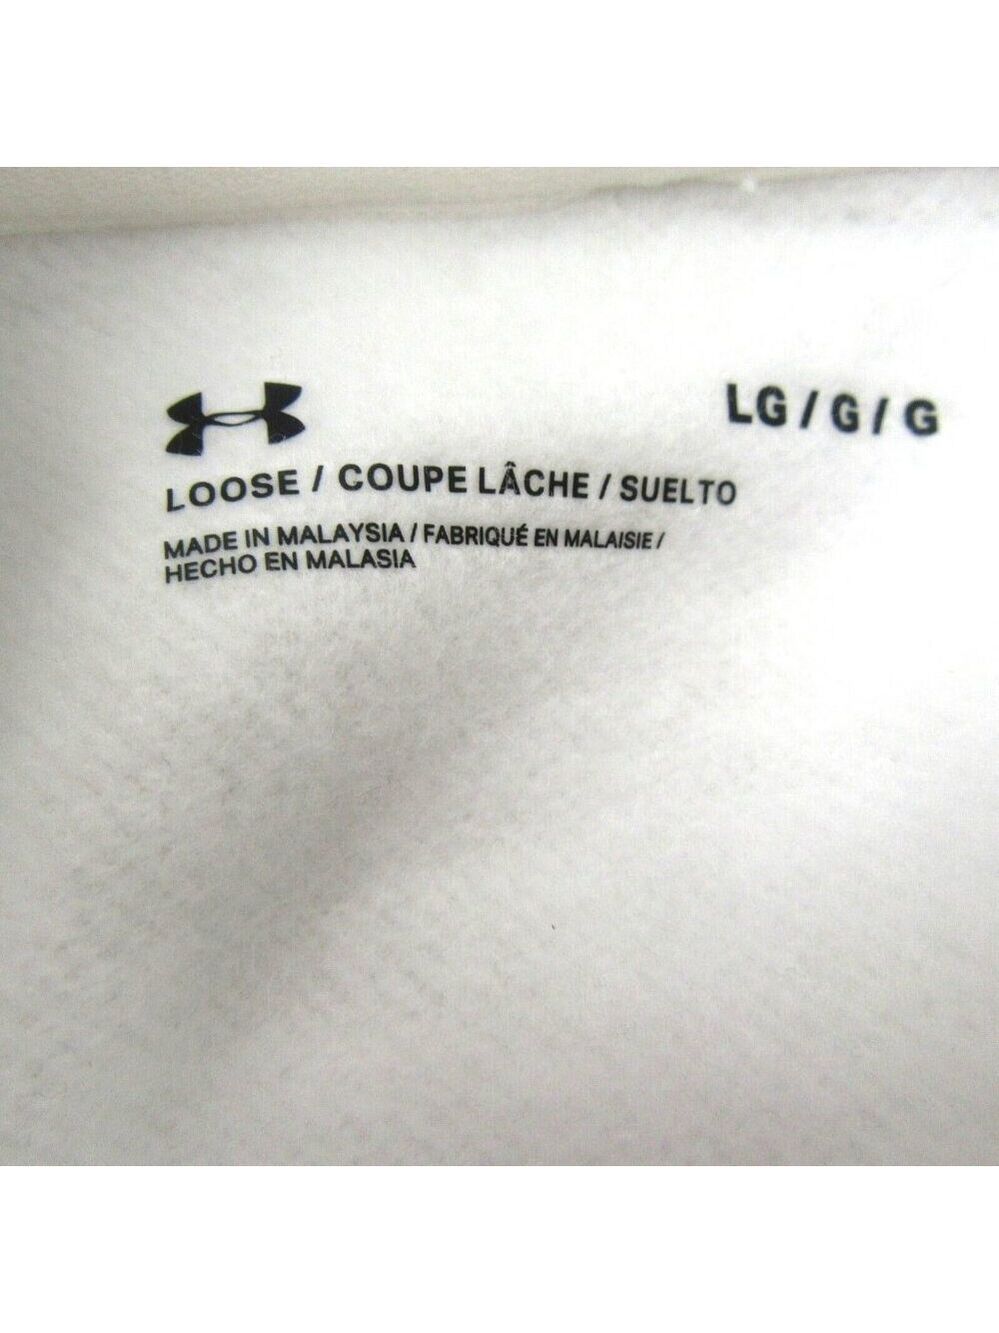 LG / G / G
LOOSE / COUPE LÂCHE / SUELTO
MADE IN MALAYSIA / FABRIQUÉ EN MALAISIE /
HECHO EN MALASIA